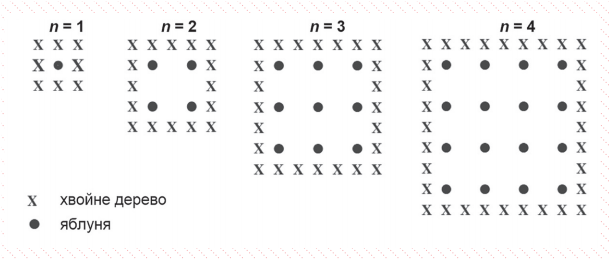 n = 1 n = 2 n = 3 n = 4
X X X X X X X X X X X X X X X X X X X X X X X X
X X X X X X X X
X X X X X X X X X
X X X X X X
X X X X X X X X X
X X X X
X X X X X X X X X
X X
X X X X X X X X X
x хвойне дерево
яблуня